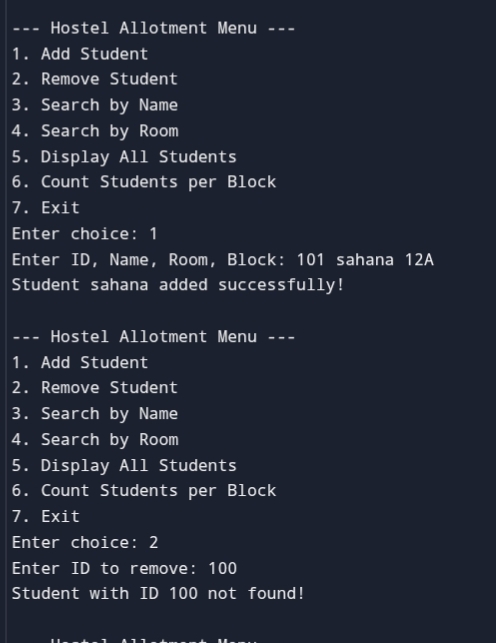 --- Hostel Allotment Menu ---
1. Add Student
2. Remove Student
3. Search by Name
4. Search by Room
5. Display All Students
6. Count Students per Block
7. Exit
Enter choice: 1
Enter ID, Name, Room, Block: 101 sahana 12A
Student sahana added successfully!
--- Hostel Allotment Menu ---
1. Add Student
2. Remove Student
3. Search by Name
4. Search by Room
5. Display All Students
6. Count Students per Block
7. Exit
Enter choice: 2
Enter ID to remove: 100
Student with ID 100 not found!
--- Hostel Allotment Menu ---